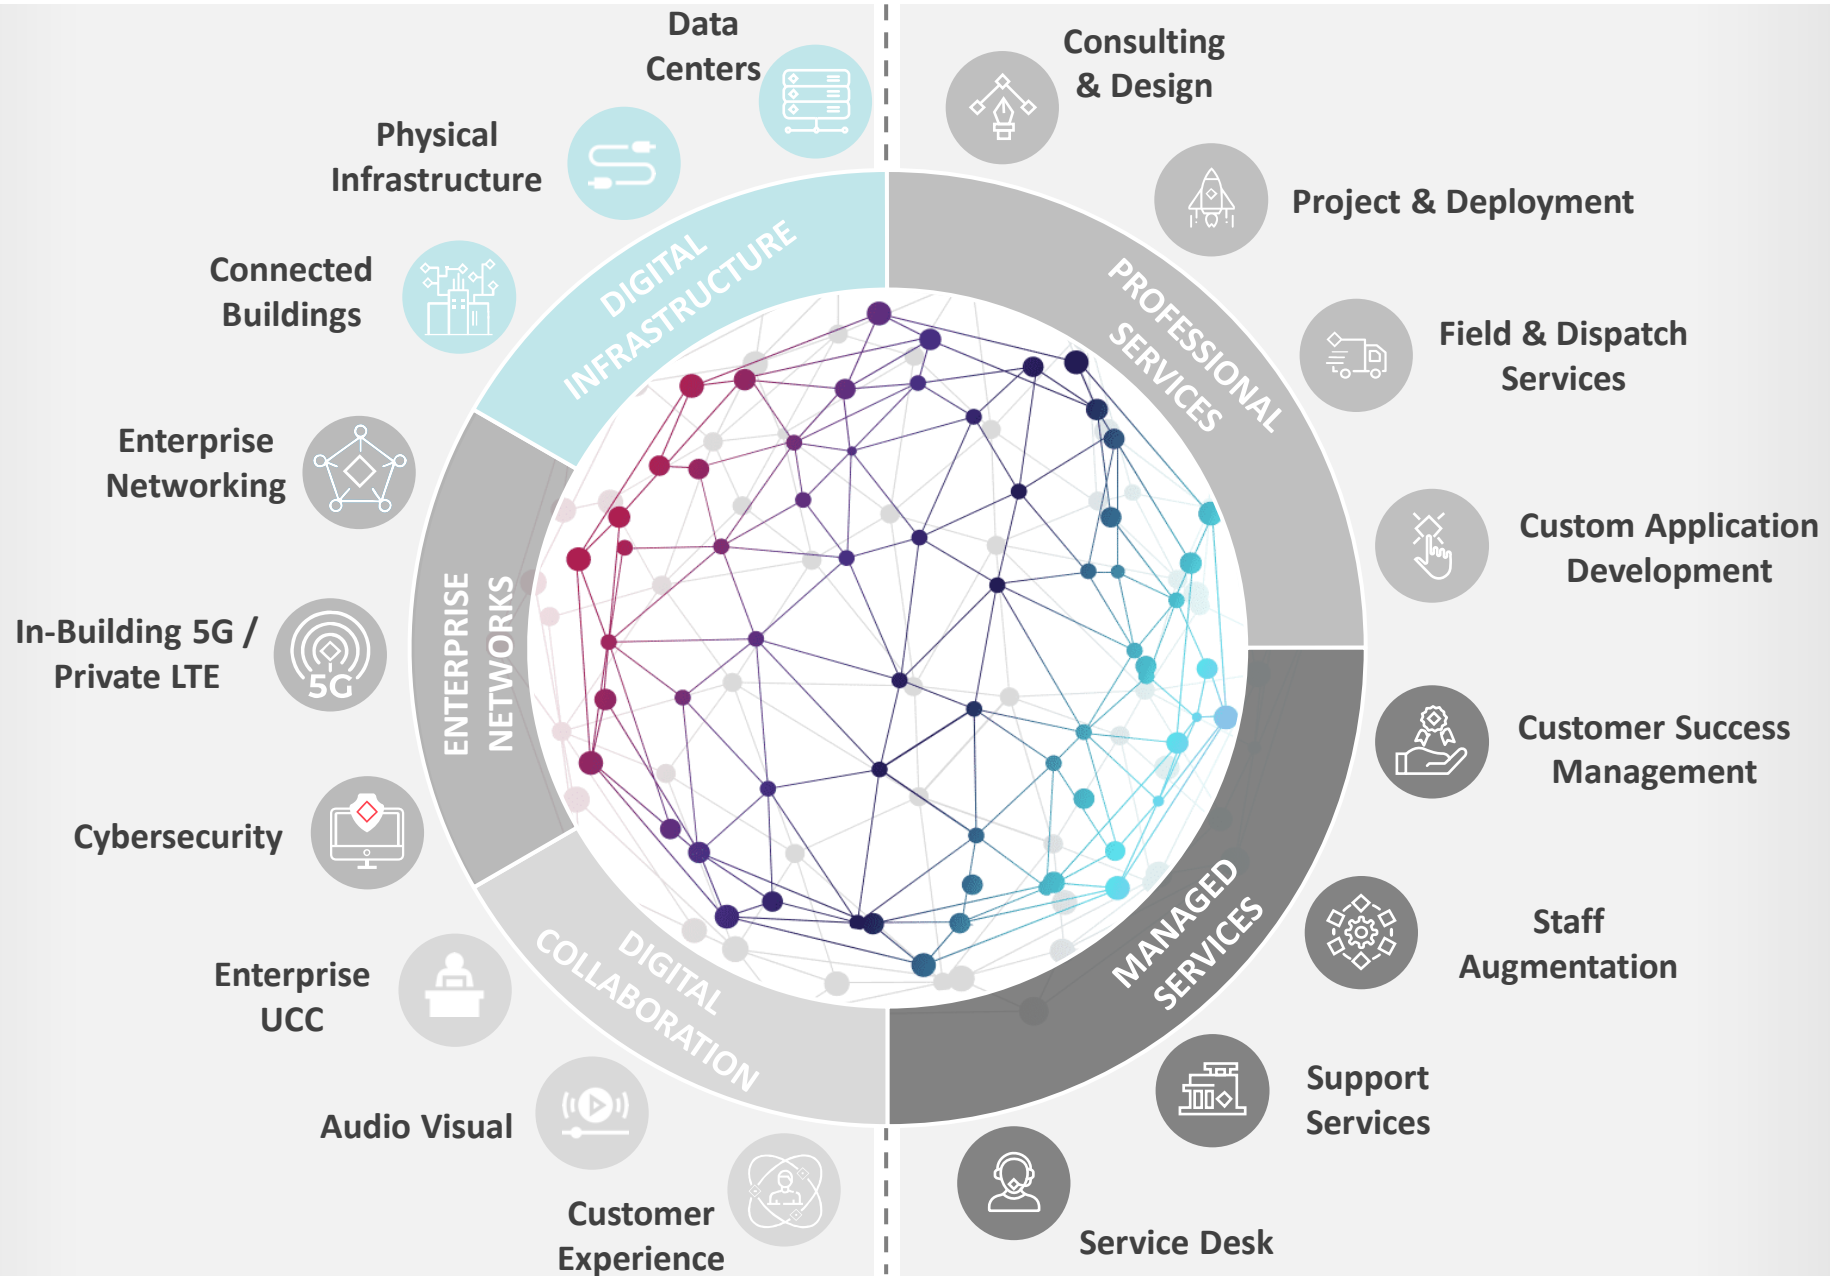 Data
Centers
Physical
Infrastructure
Connected
Buildings
Enterprise
Networking
In-Building 5G /
Private LTE
5G
Cybersecurity
Enterprise
UCC
Audio Visual
Customer
Experience
DIGITAL
INFRASTRUCTURE
ENTERPRISE
NETWORKS
DIGITAL
COLLABORATION
PROFESSIONAL
SERVICES
MANAGED
SERVICES
Consulting
& Design
Project & Deployment
Field & Dispatch
Services
Custom Application
Development
Customer Success
Management
Staff
Augmentation
Support
Services
Service Desk